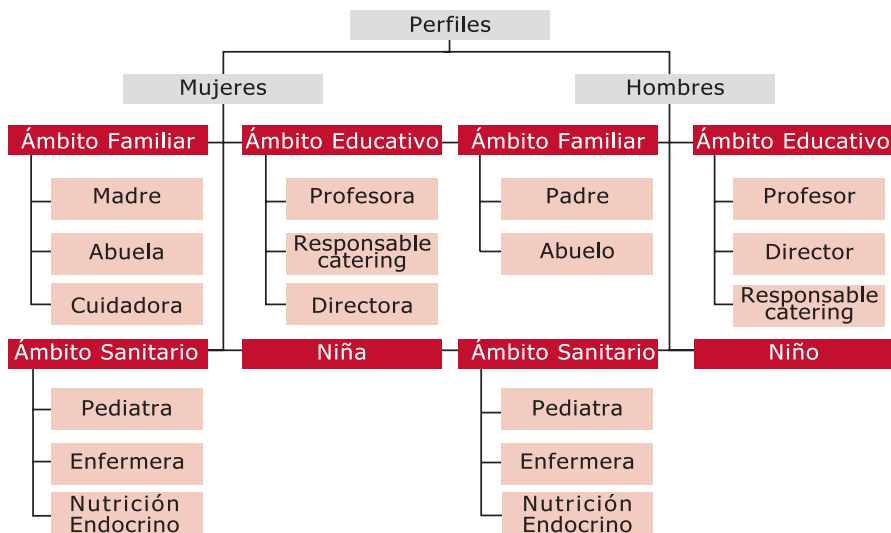 Perfiles
Mujeres
Hombres
Ámbito Familiar
Ámbito Educativo
Ámbito Familiar
Ámbito Educativo
Madre
Profesora
Padre
Profesor
Abuela
Responsable
catering
Abuelo
Director
Cuidadora
Directora
Responsable
catering
Ámbito Sanitario
Niña
Ámbito Sanitario
Niño
Pediatra
Pediatra
Enfermera
Enfermera
Nutrición
Endocrino
Nutrición
Endocrino